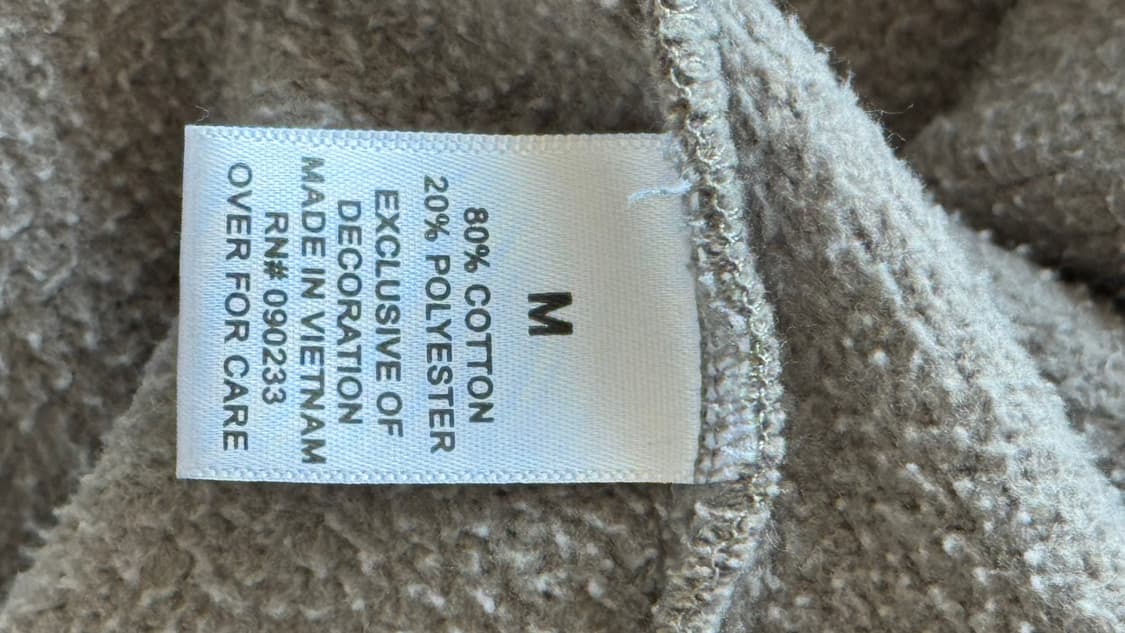 M
80% COTTON
20% POLYESTER
EXCLUSIVE OF
DECORATION
MADE IN VIETNAM
RN# 090233
OVER FOR CARE